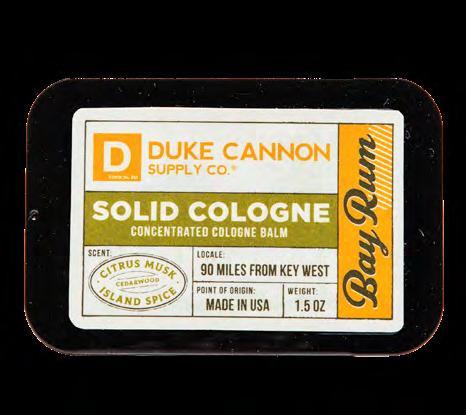 D
DUKE CANNON
SUPPLY CO.®
SOLID COLOGNE
CONCENTRATED COLOGNE BALM
SCENT:
CITRUS MUSK
CEDARWOOD
ISLAND SPICE
LOCALE:
90 MILES FROM KEY WEST
POINT OF ORIGIN:
MADE IN USA
WEIGHT:
1.5 OZ
Bay Rum